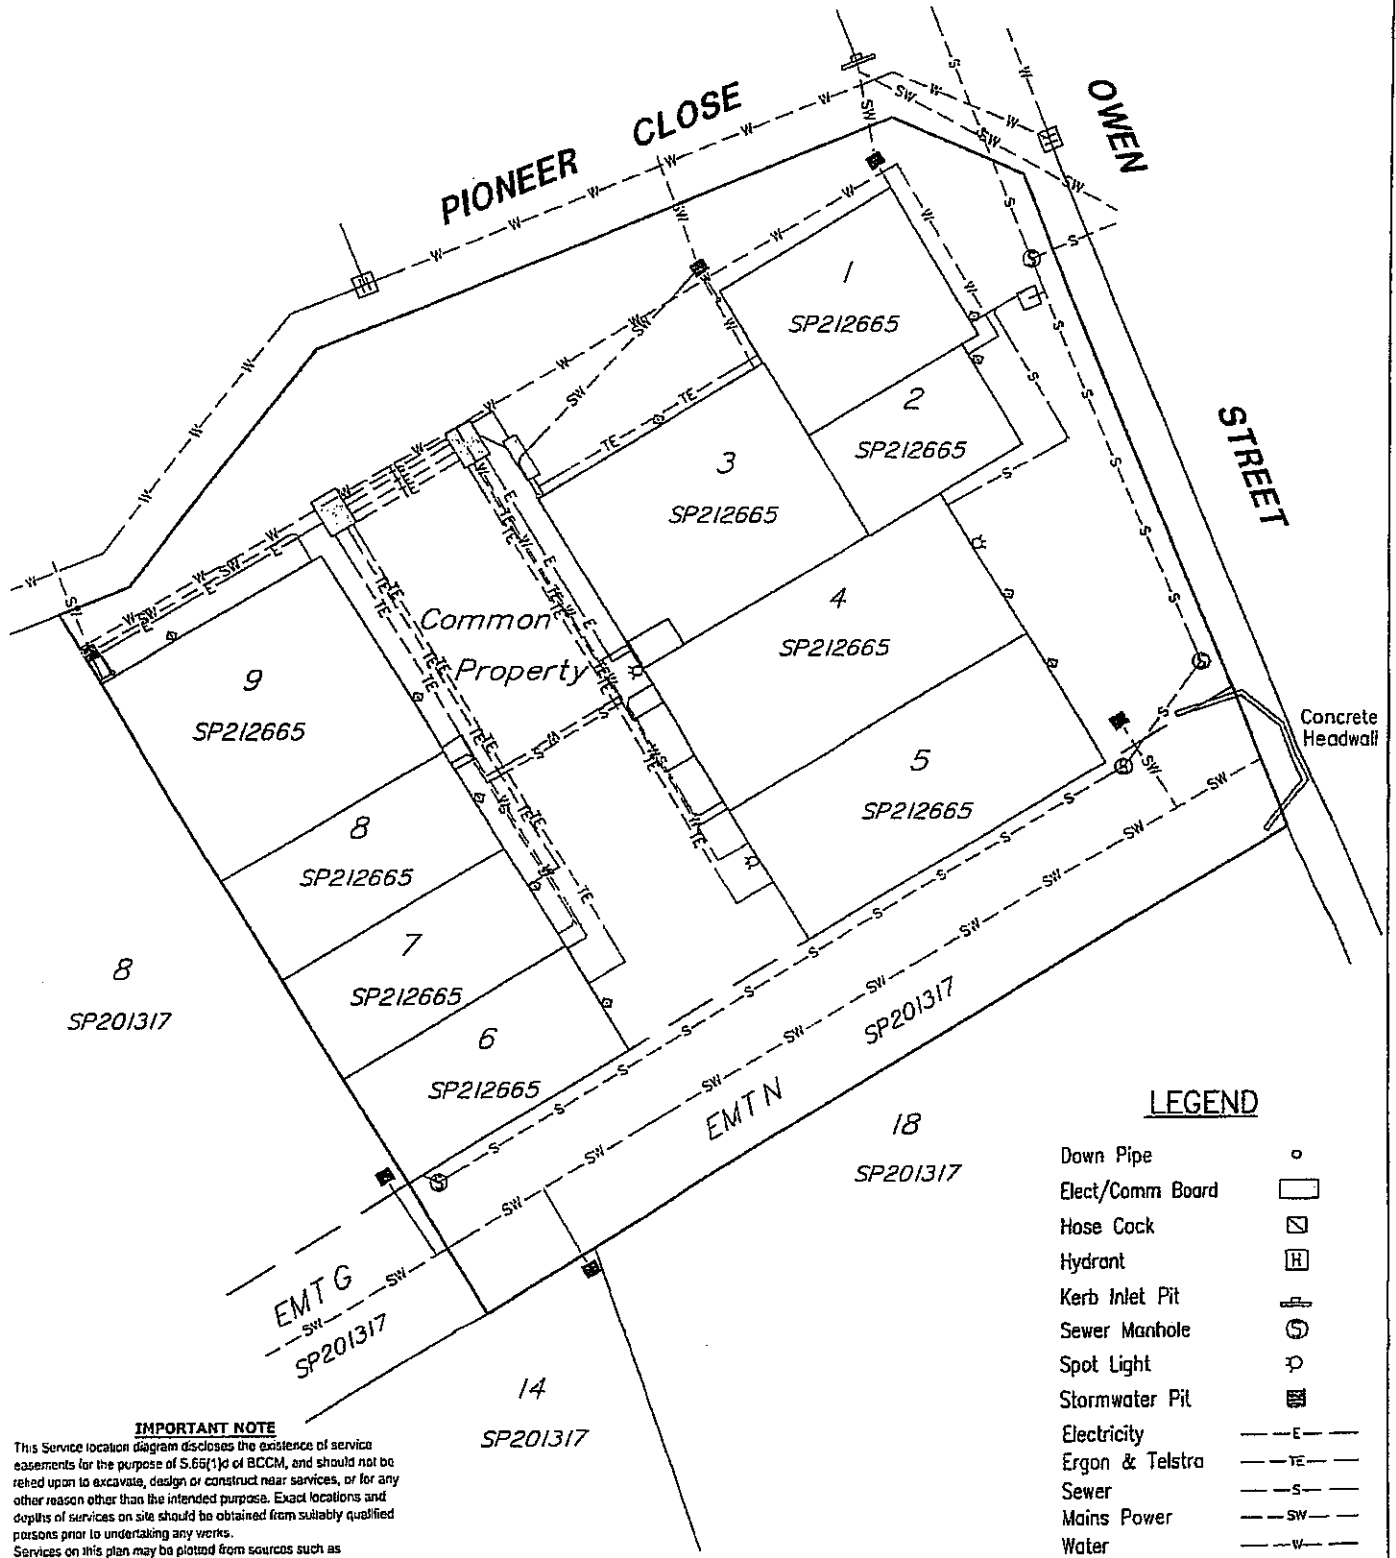 PIONEER CLOSE
OWEN
STREET
1
SP212665
2
SP212665
3
SP212665
4
SP212665
5
SP212665
Common
Property
9
SP212665
8
SP212665
7
SP212665
6
SP212665
8
SP201317
Concrete
Headwall
EMT N
SP201317
18
SP201317
EMT G
SP201317
14
SP201317
LEGEND
Down Pipe
Elect/Comm Board
Hose Cock
Hydrant H
Kerb Inlet Pit
Sewer Manhole S
Spot Light
Stormwater Pit
Electricity E
Ergon & Telstra TE
Sewer S
Mains Power SW
Water W
IMPORTANT NOTE
This Service location diagram discloses the existence of service
easements for the purpose of S.65(1)d of BCCM, and should not be
relied upon to excavate, design or construct near services, or for any
other reason other than the intended purpose. Exact locations and
depths of services on site should be obtained from suitably qualified
persons prior to undertaking any works.
Services on this plan may be plotted from sources such as